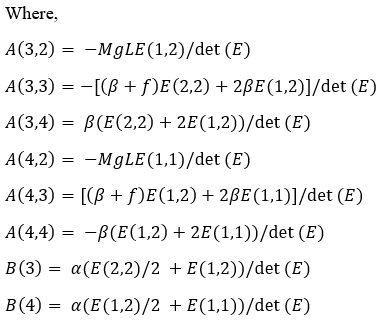 Where,
A(3,2) = −MgLE(1,2)/det (E)
A(3,3) = −[(β + f)E(2,2) + 2βE(1,2)]/det (E)
A(3,4) = β(E(2,2) + 2E(1,2))/det (E)
A(4,2) = −MgLE(1,1)/det (E)
A(4,3) = [(β + f)E(1,2) + 2βE(1,1)]/det (E)
A(4,4) = −β(E(1,2) + 2E(1,1))/det (E)
B(3) = α(E(2,2)/2 + E(1,2))/det (E)
B(4) = α(E(1,2)/2 + E(1,1))/det (E)